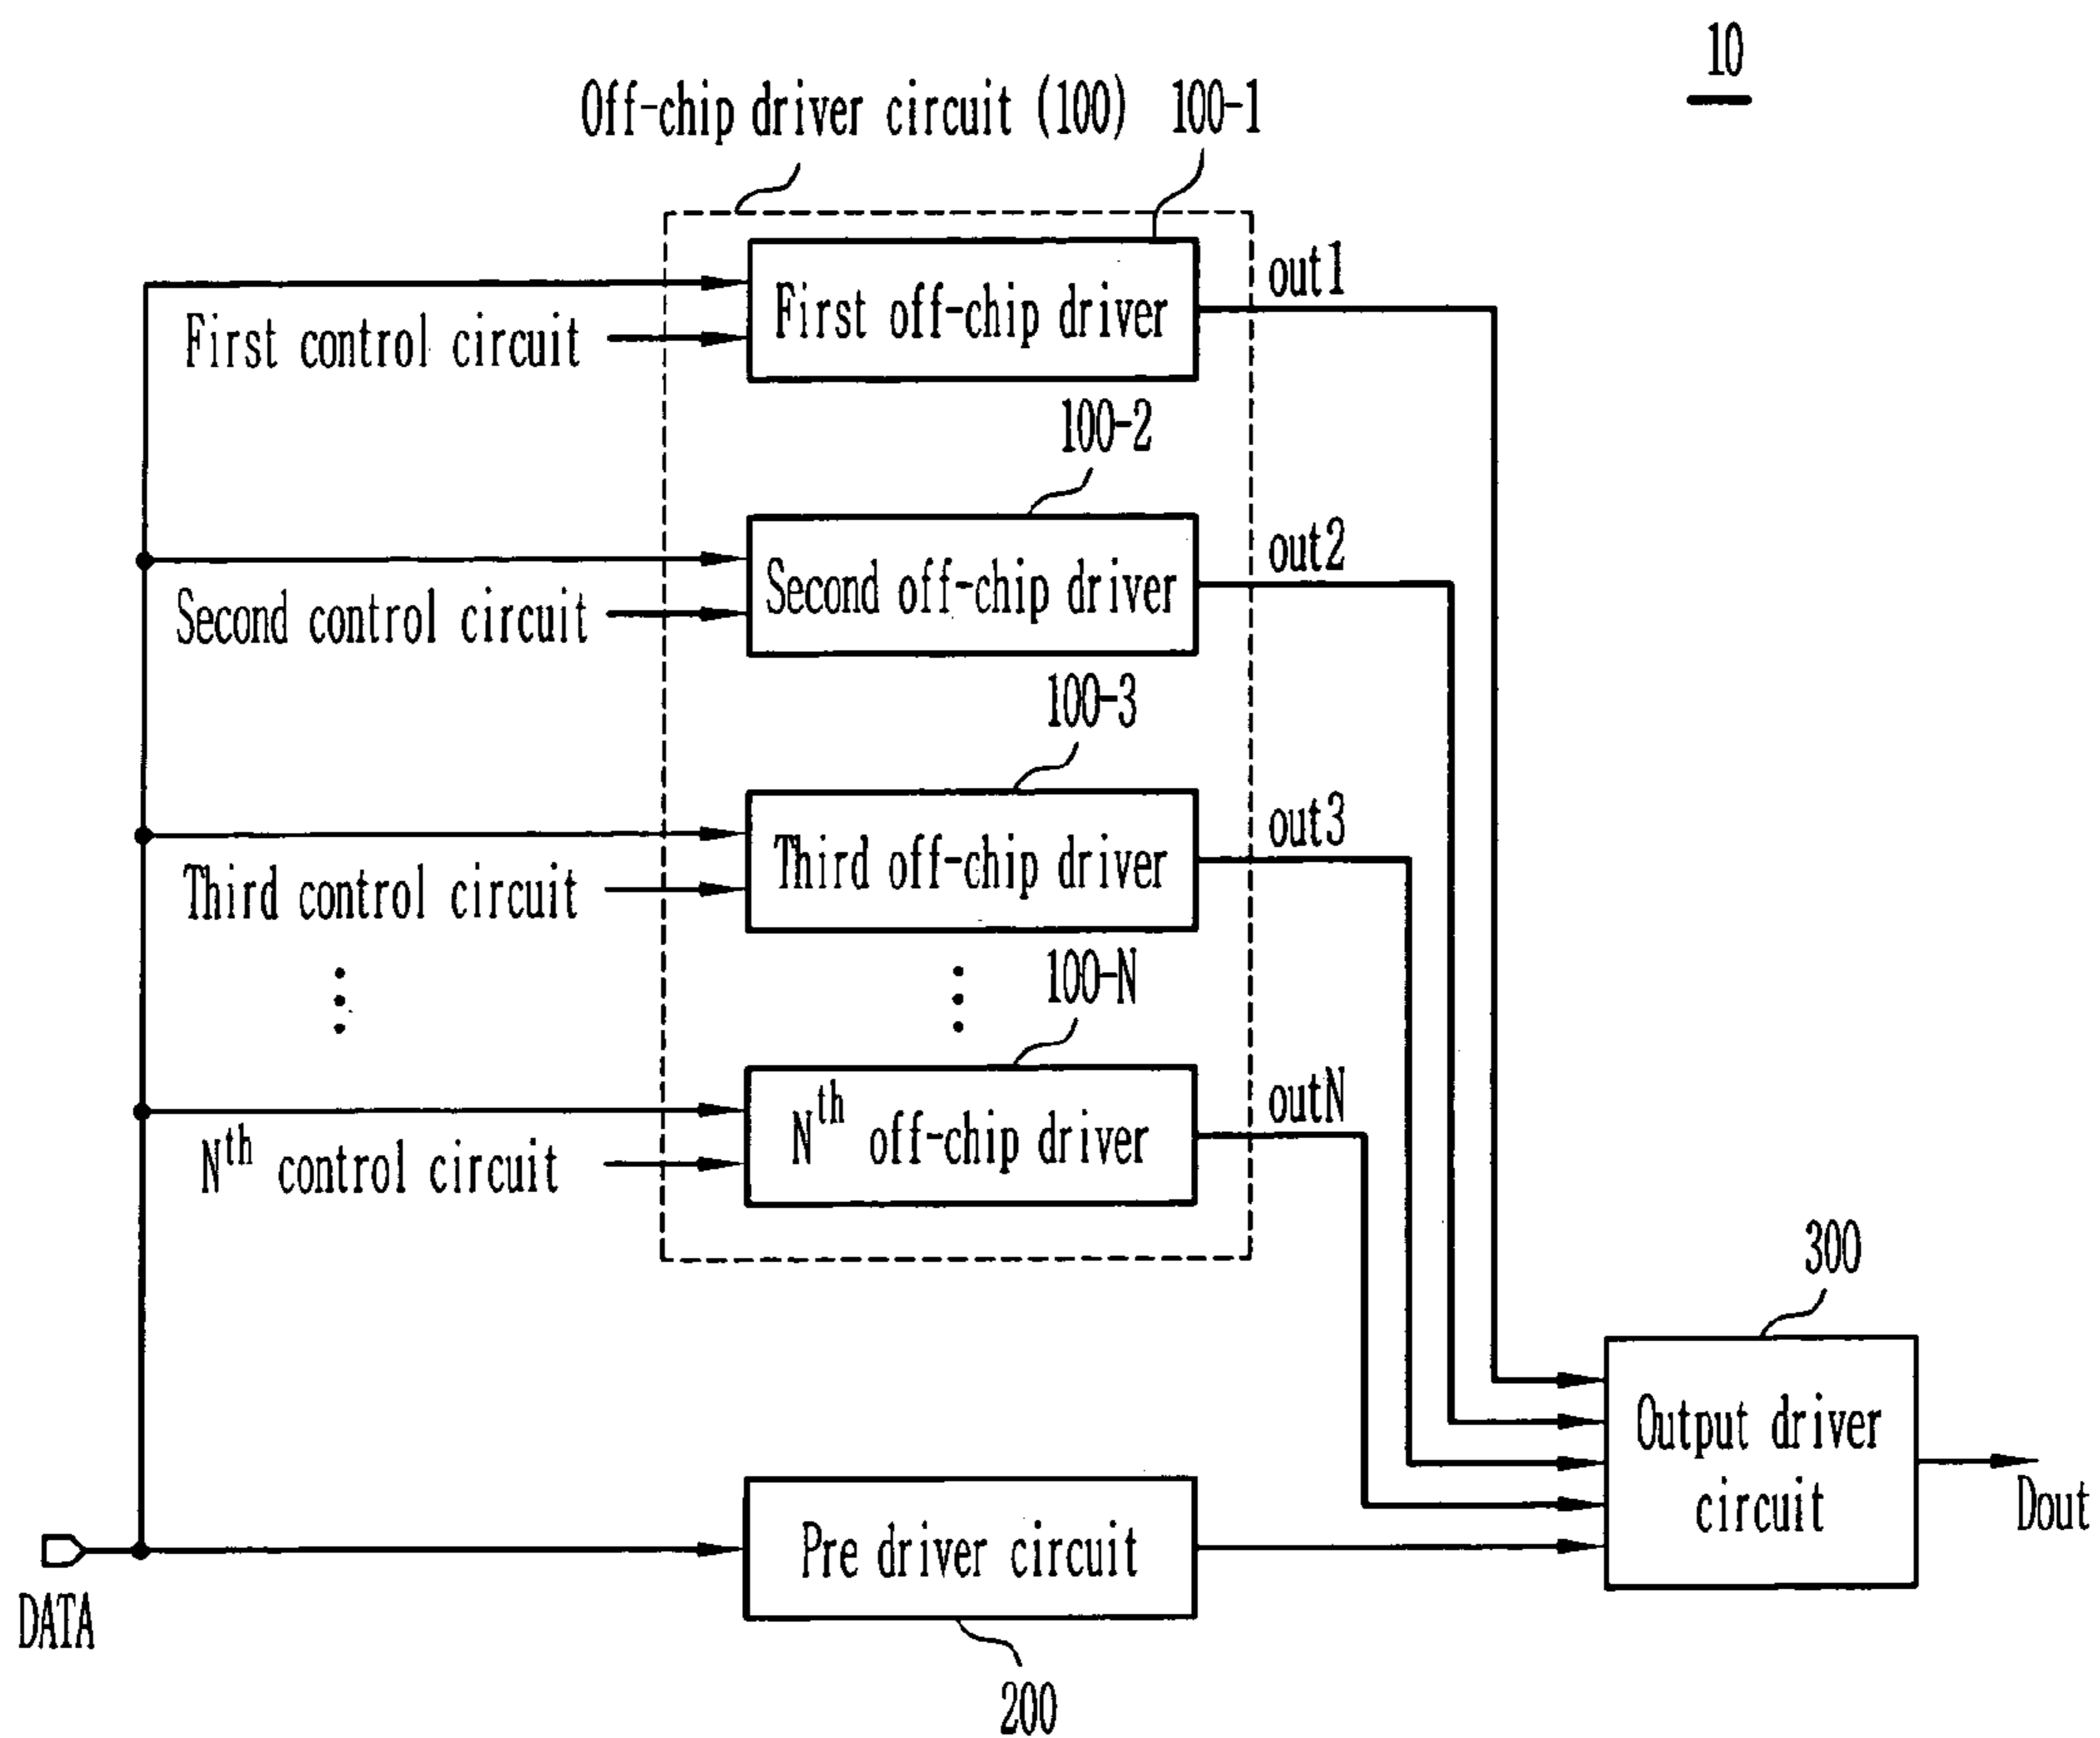 10
Off-chip driver circuit (100)
100-1
First off-chip driver
out1
First control circuit
100-2
Second off-chip driver
out2
Second control circuit
100-3
Third off-chip driver
out3
Third control circuit
100-N
Nth off-chip driver
outN
Nth control circuit
300
Output driver
circuit
Dout
Pre driver circuit
DATA
200